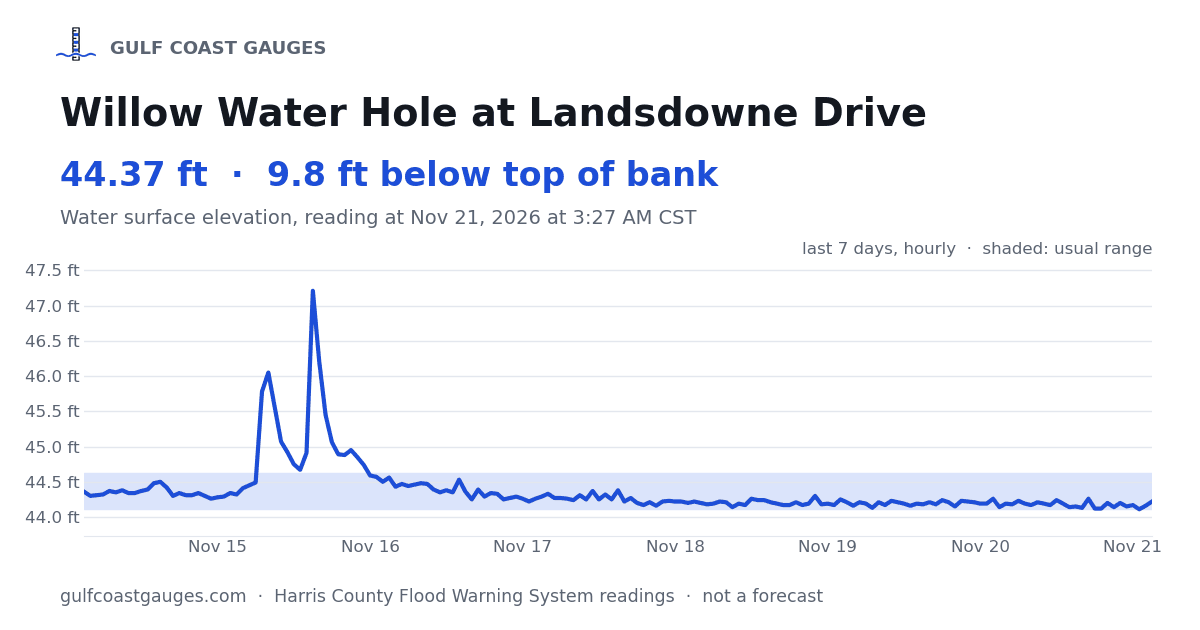 GULF COAST GAUGES
Willow Water Hole at Landsdowne Drive
44.37 ft · 9.8 ft below top of bank
Water surface elevation, reading at Nov 21, 2026 at 3:27 AM CST
last 7 days, hourly · shaded: usual range
47.5 ft
47.0 ft
46.5 ft
46.0 ft
45.5 ft
45.0 ft
44.5 ft
44.0 ft
Nov 15 Nov 16 Nov 17 Nov 18 Nov 19 Nov 20 Nov 21
gulfcoastgauges.com · Harris County Flood Warning System readings · not a forecast